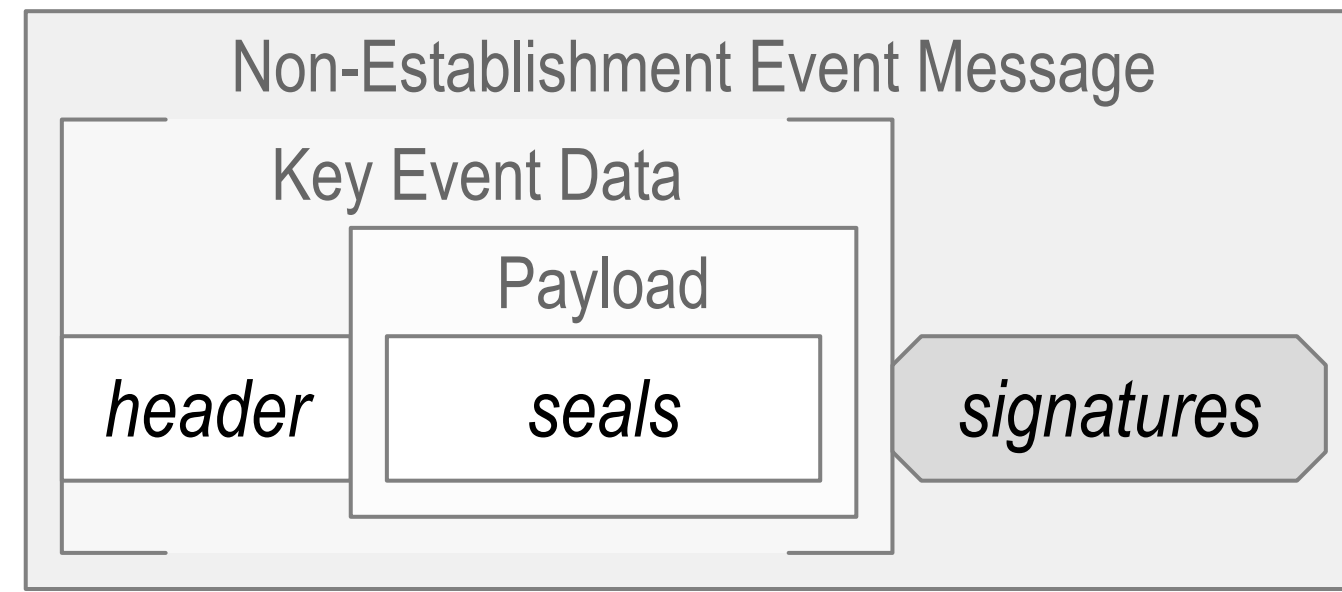 Non-Establishment Event Message
Key Event Data
Payload
header
seals
signatures